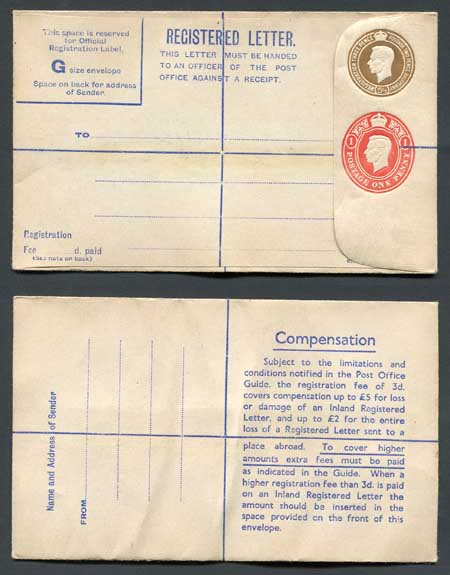 This space is reserved
for Official
Registration Label.
G size envelope
Space on back for address
of Sender.
REGISTERED LETTER.
THIS LETTER MUST BE HANDED
TO AN OFFICER OF THE POST
OFFICE AGAINST A RECEIPT.
TO
1
1
POSTAGE ONE PENNY
Registration
Fee d. paid
(See note on back)
Name and Address of Sender
FROM
Compensation
Subject to the limitations and
conditions notified in the Post Office
Guide, the registration fee of 3d.
covers compensation up to £5 for loss
or damage of an Inland Registered
Letter, and up to £2 for the entire
loss of a Registered Letter sent to a
place abroad. To cover higher
amounts extra fees must be paid
as indicated in the Guide. When a
higher registration fee than 3d. is paid
on an Inland Registered Letter the
amount should be inserted in the
space provided on the front of this
envelope.